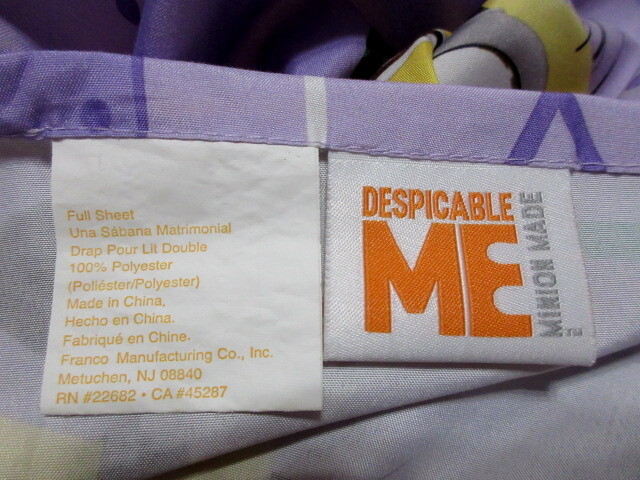 Full Sheet
Una Sábana Matrimonial
Drap Pour Lit Double
100% Polyester
(Poliéster/Polyester)
Made in China,
Hecho en China.
Fabriqué en Chine.
Franco Manufacturing Co., Inc.
Metuchen, NJ 08840
RN #22682 • CA #45287
DESPICABLE
ME
MINION MADE